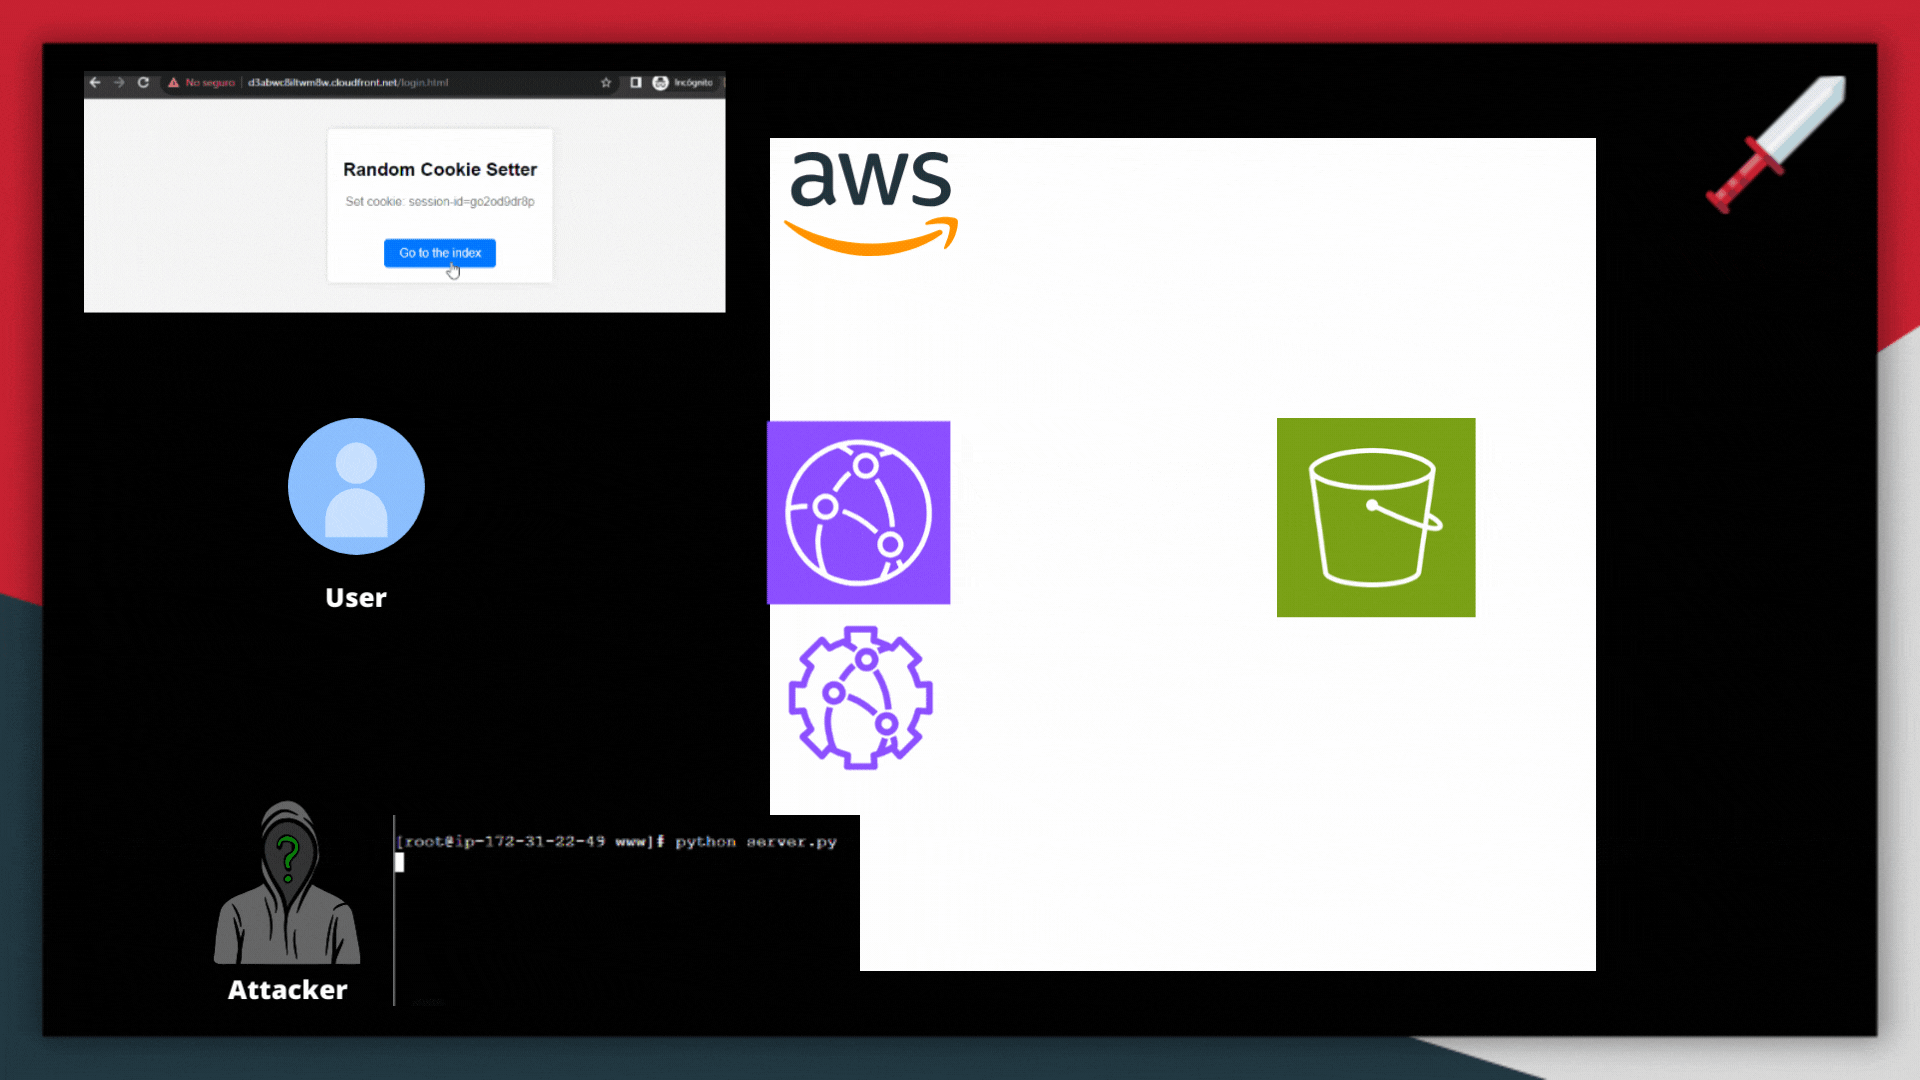 No seguro
d3abwc8iltwm8w.cloudfront.net/login.html
Incógnito
Random Cookie Setter
Set cookie: session-id=go2od9dr8p
Go to the index
aws
User
?
[root@ip-172-31-22-49 www]# python server.py
Attacker